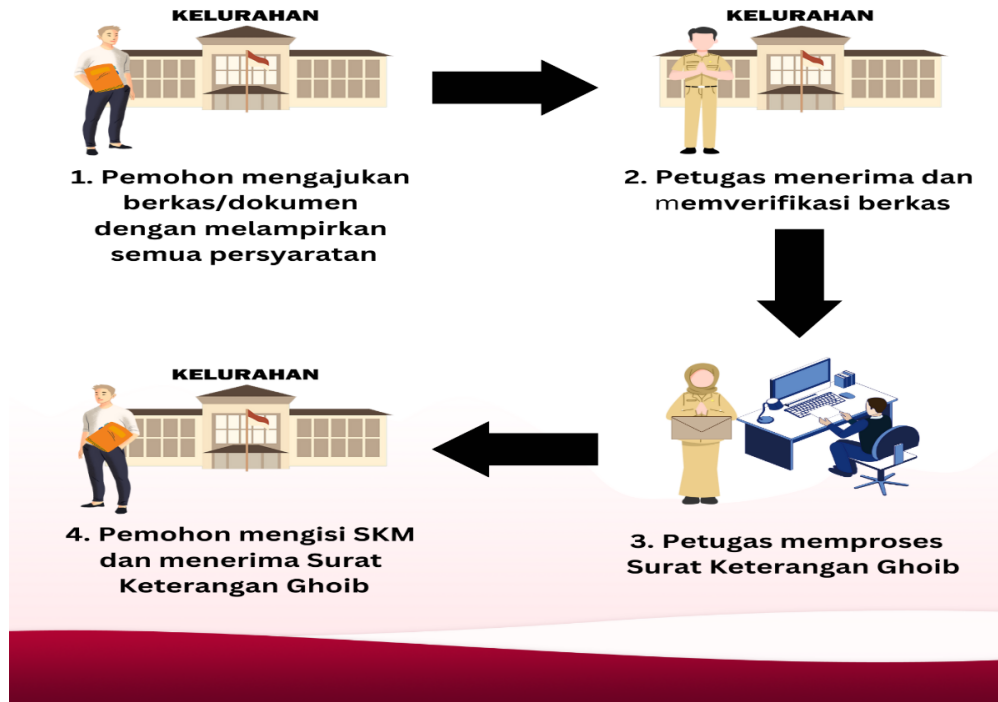 KELURAHAN
1. Pemohon mengajukan
berkas/dokumen
dengan melampirkan
semua persyaratan
KELURAHAN
2. Petugas menerima dan
memverifikasi berkas
3. Petugas memproses
Surat Keterangan Ghoib
KELURAHAN
4. Pemohon mengisi SKM
dan menerima Surat
Keterangan Ghoib